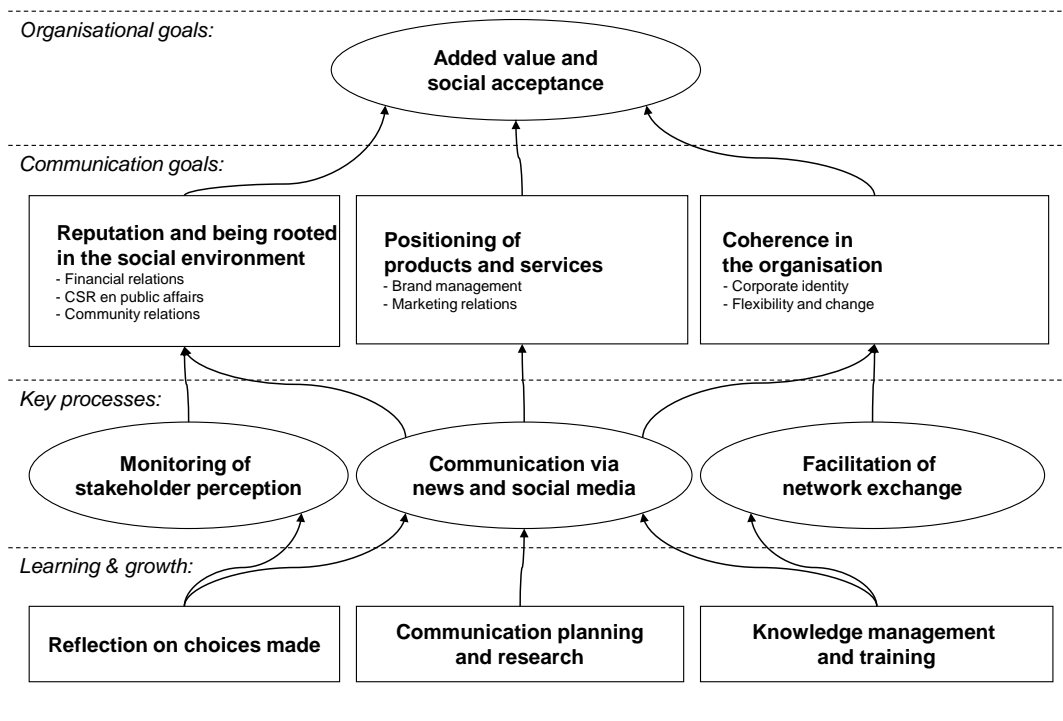 Organisational goals:
Added value and
social acceptance
Communication goals:
Reputation and being rooted
in the social environment
- Financial relations
- CSR en public affairs
- Community relations
Positioning of
products and services
- Brand management
- Marketing relations
Coherence in
the organisation
- Corporate identity
- Flexibility and change
Key processes:
Monitoring of
stakeholder perception
Communication via
news and social media
Facilitation of
network exchange
Learning & growth:
Reflection on choices made
Communication planning
and research
Knowledge management
and training